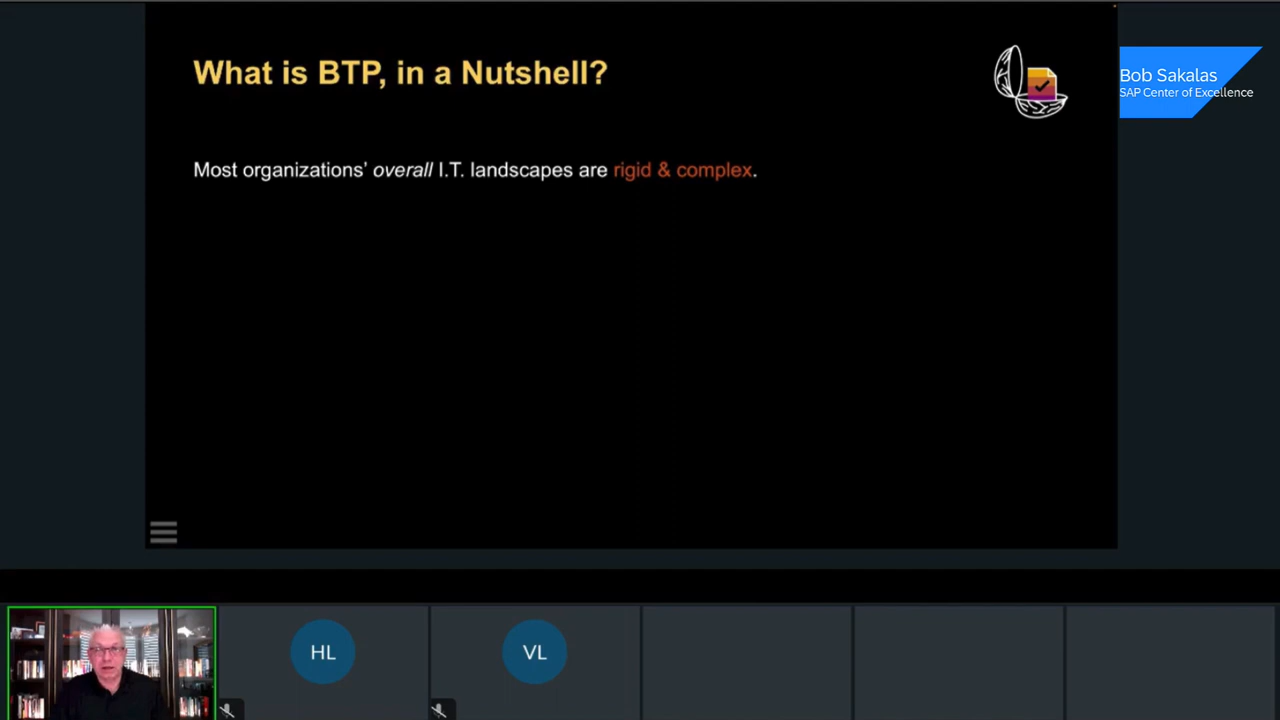 What is BTP, in a Nutshell?
Bob Sakalas
SAP Center of Excellence
Most organizations’ overall I.T. landscapes are rigid & complex.
HL
VL